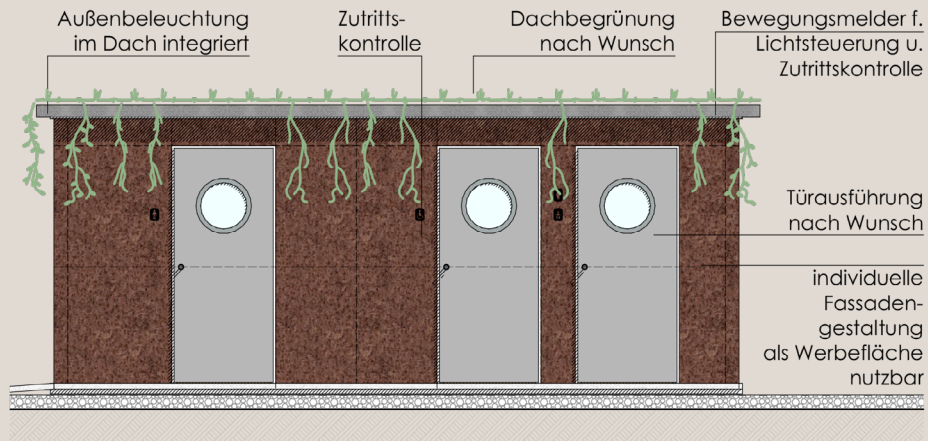 Außenbeleuchtung
im Dach integriert
Zutritts-
kontrolle
Dachbegrünung
nach Wunsch
Bewegungsmelder f.
Lichtsteuerung u.
Zutrittskontrolle
Türausführung
nach Wunsch
individuelle
Fassaden-
gestaltung
als Werbefläche
nutzbar